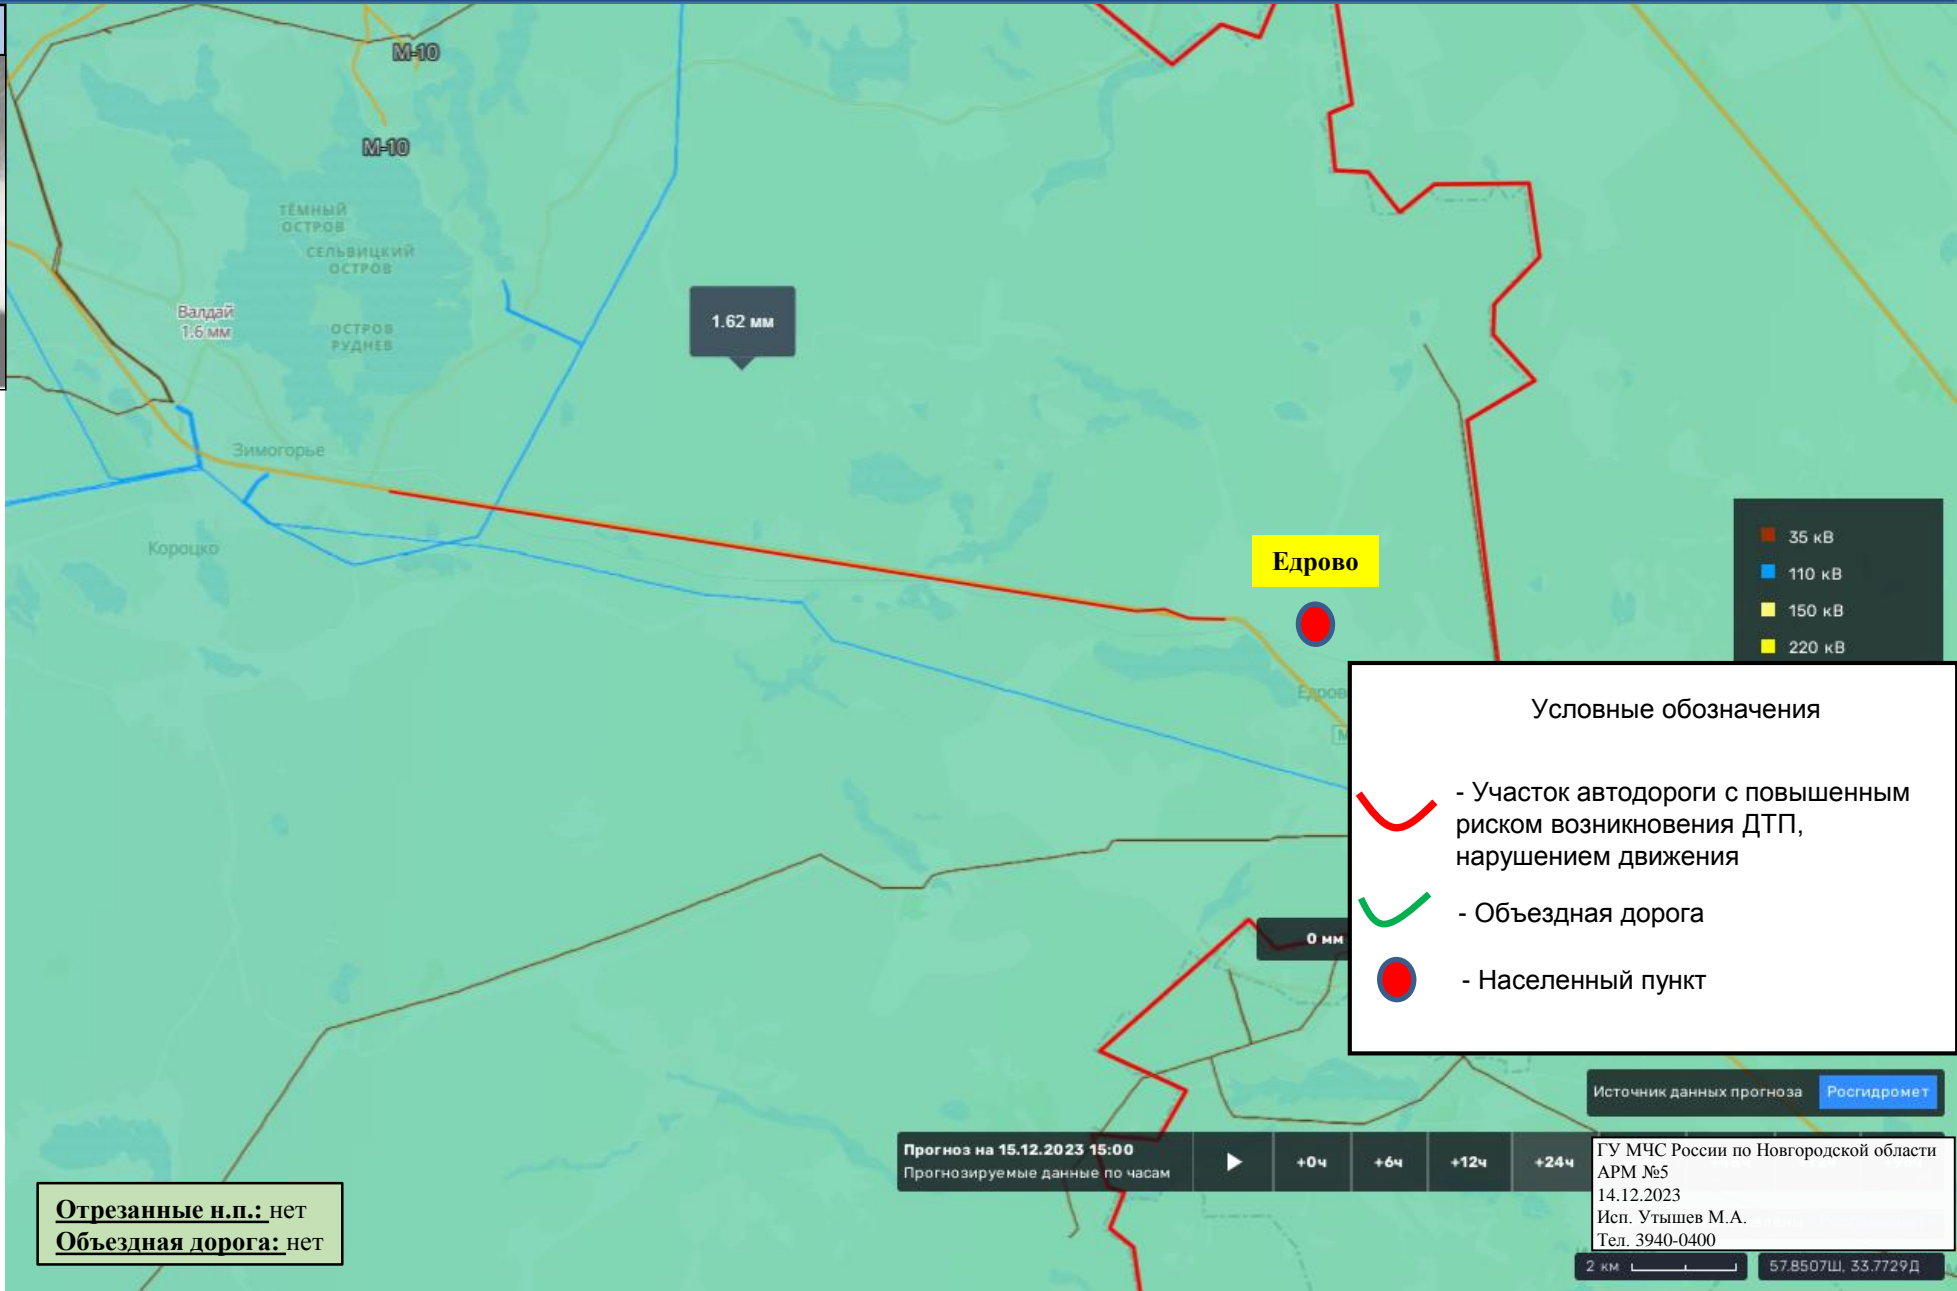 М-10
М-10
ТЁМНЫЙ
ОСТРОВ
СЕЛЬВИЦКИЙ
ОСТРОВ
Валдай
1.6 мм
ОСТРОВ
РУДНЕВ
1.62 мм
Зимогорье
Короцко
Едрово
35 кВ
110 кВ
150 кВ
220 кВ
Условные обозначения
- Участок автодороги с повышенным
риском возникновения ДТП,
нарушением движения
- Объездная дорога
- Населенный пункт
0 мм
Источник данных прогноза Росгидромет
Прогноз на 15.12.2023 15:00
Прогнозируемые данные по часам
+0ч +6ч +12ч +24ч
ГУ МЧС России по Новгородской области
АРМ №5
14.12.2023
Исп. Утышев М.А.
Тел. 3940-0400
Отрезанные н.п.: нет
Объездная дорога: нет
2 км
57.8507Ш, 33.7729Д